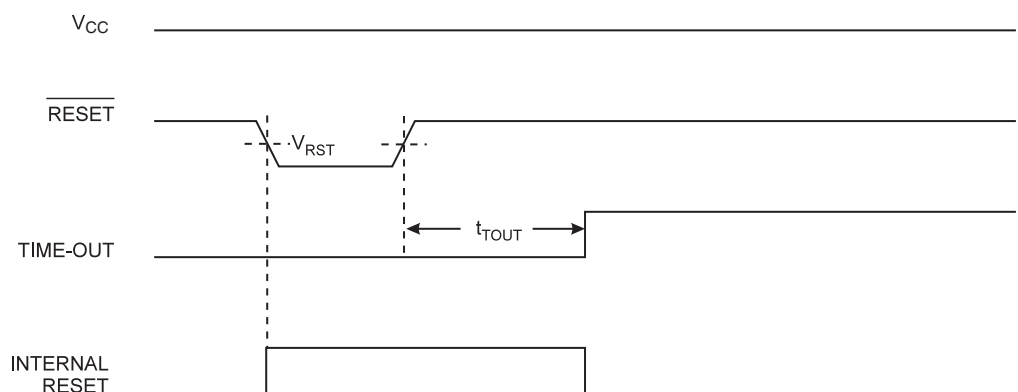 VCC
RESET
VRST
tTOUT
TIME-OUT
INTERNAL
RESET